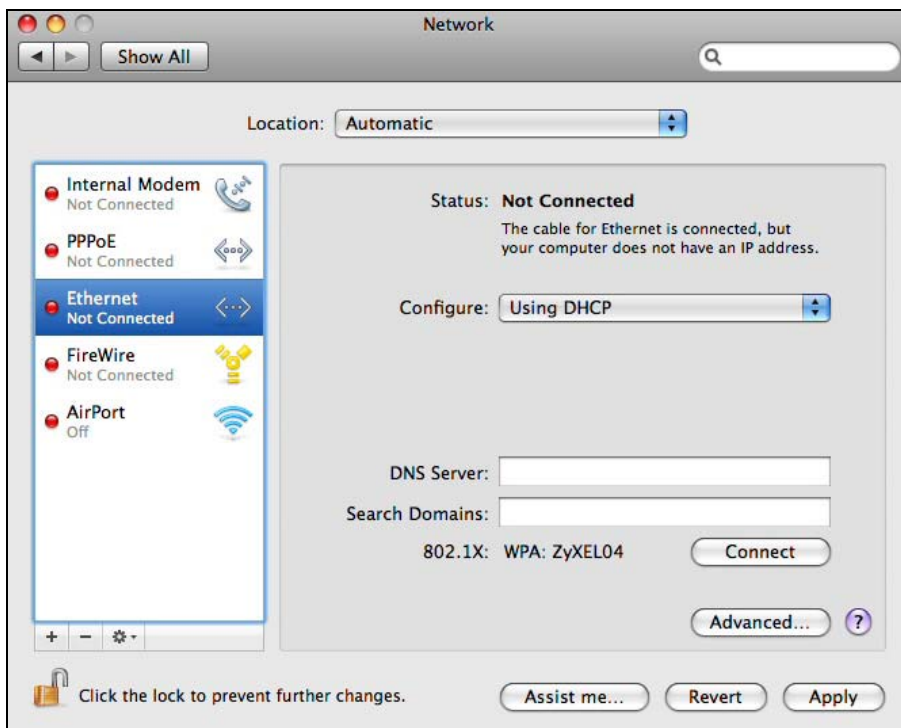 Network
Show All
Location: Automatic
Internal Modem
Not Connected
PPPoE
Not Connected
Ethernet
Not Connected
FireWire
Not Connected
AirPort
Off
Status: Not Connected
The cable for Ethernet is connected, but
your computer does not have an IP address.
Configure: Using DHCP
DNS Server:
Search Domains:
802.1X: WPA: ZyXEL04 Connect
Advanced... ?
Click the lock to prevent further changes.
Assist me... Revert Apply